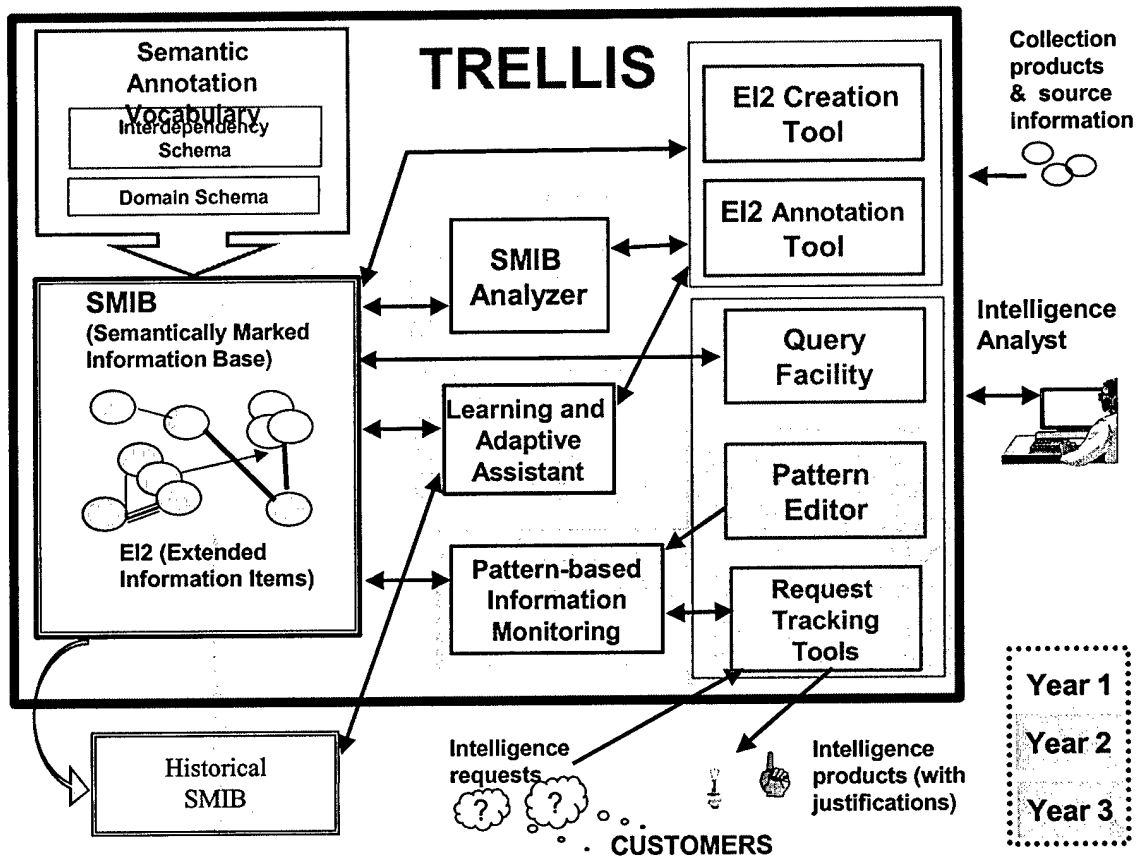 TRELLIS
Semantic
Annotation
Vocabulary
Interdependency
Schema
Domain Schema
SMIB
(Semantically Marked
Information Base)
EI2 (Extended
Information Items)
SMIB
Analyzer
Learning and
Adaptive
Assistant
Pattern-based
Information
Monitoring
EI2 Creation
Tool
EI2 Annotation
Tool
Query
Facility
Pattern
Editor
Request
Tracking
Tools
Collection
products
& source
information
Intelligence
Analyst
Year 1
Year 2
Year 3
Historical
SMIB
Intelligence
requests
? ?
CUSTOMERS
Intelligence
products (with
justifications)